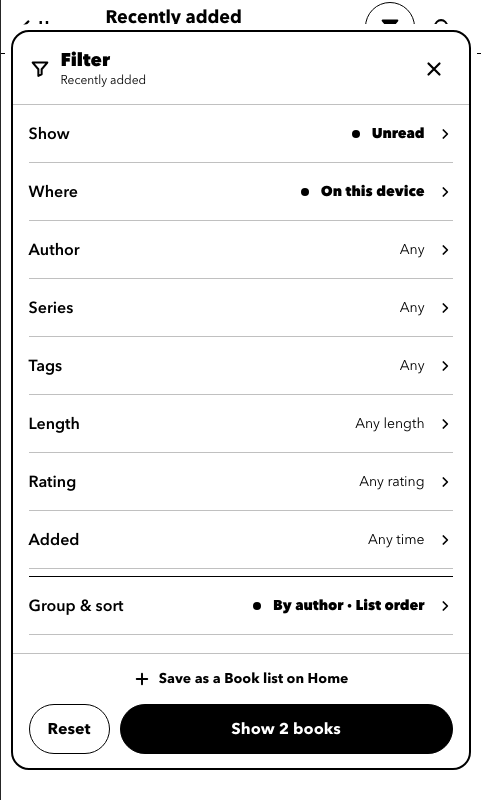 Recently added
Filter
Recently added
Show Unread
Where On this device
Author Any
Series Any
Tags Any
Length Any length
Rating Any rating
Added Any time
Group & sort By author · List order
Save as a Book list on Home
Reset Show 2 books